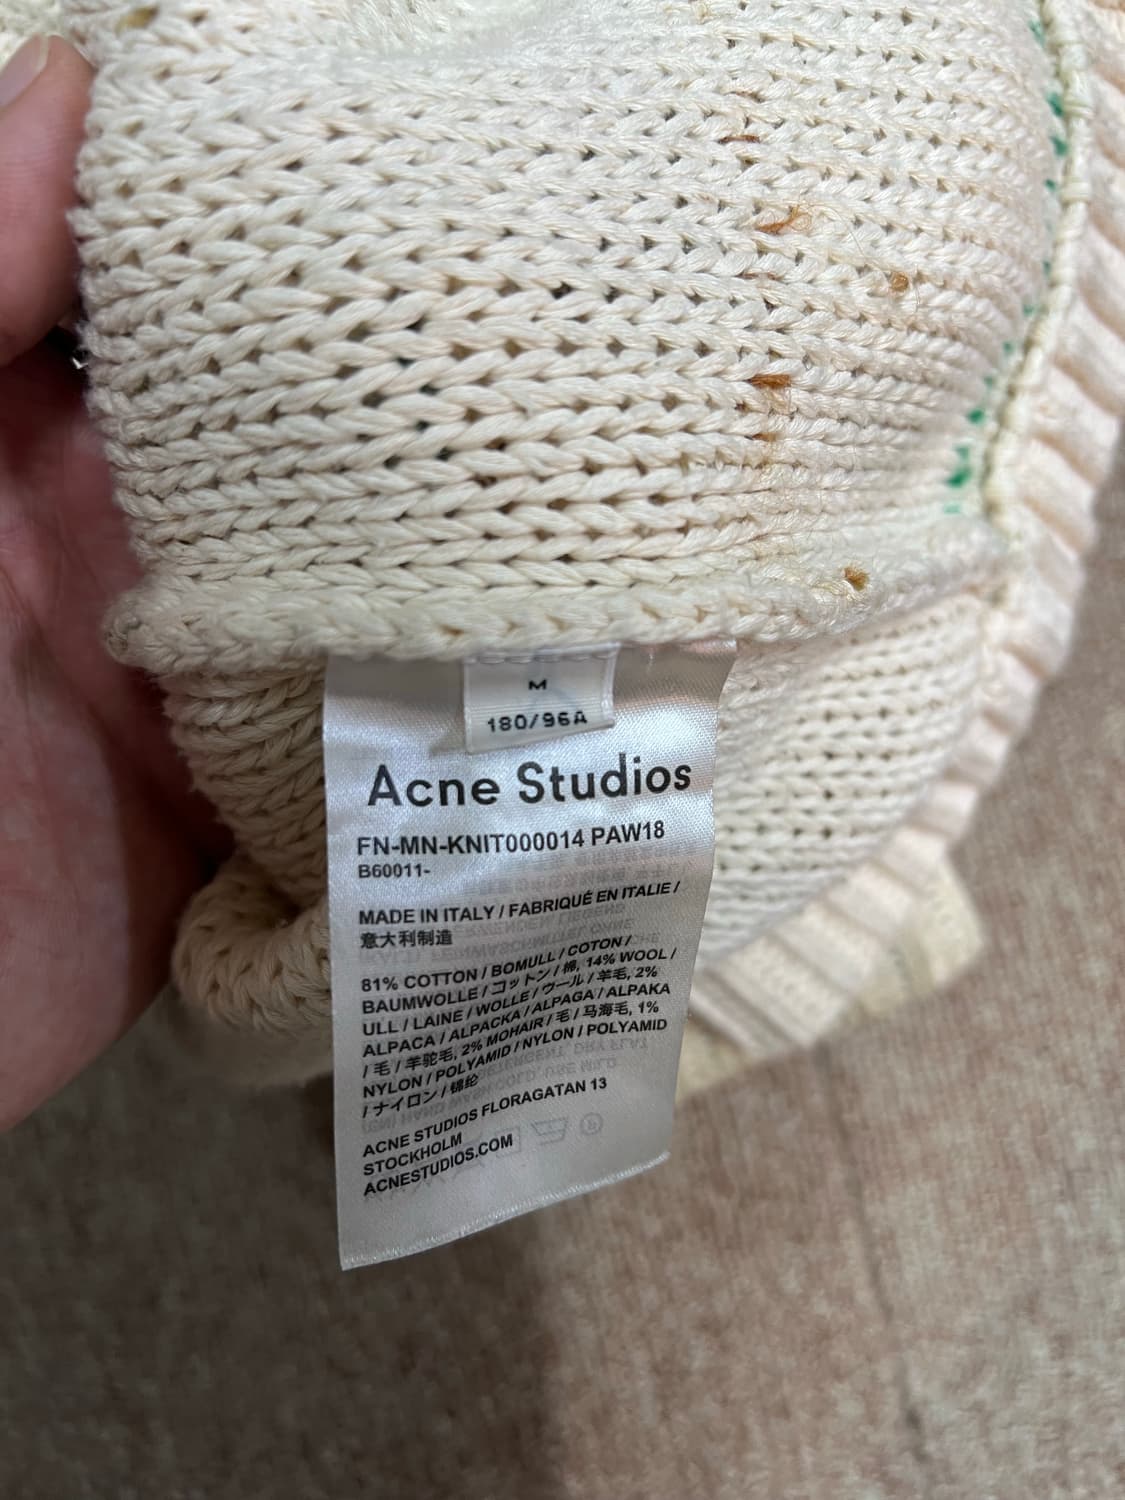 M
180/96A
Acne Studios
FN-MN-KNIT000014 PAW18
B60011-
MADE IN ITALY / FABRIQUÉ EN ITALIE /
意大利制造
81% COTTON / BOMULL / COTON /
BAUMWOLLE / コットン / 棉, 14% WOOL /
ULL / LAINE / WOLLE / ウール / 羊毛, 2%
ALPACA / ALPACKA / ALPAGA / ALPAKA
/ 毛 / 羊驼毛, 2% MOHAIR / 毛 / 马海毛, 1%
NYLON / POLYAMID / NYLON / POLYAMID
/ ナイロン / 锦纶
ACNE STUDIOS FLORAGATAN 13
STOCKHOLM
ACNESTUDIOS.COM